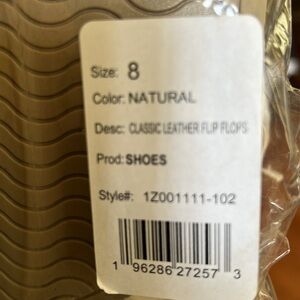 Size: 8
Color: NATURAL
Desc: CLASSIC LEATHER FLIP FLOPS
Prod: SHOES
Style#: 1Z001111-102
1 96286 27257 3